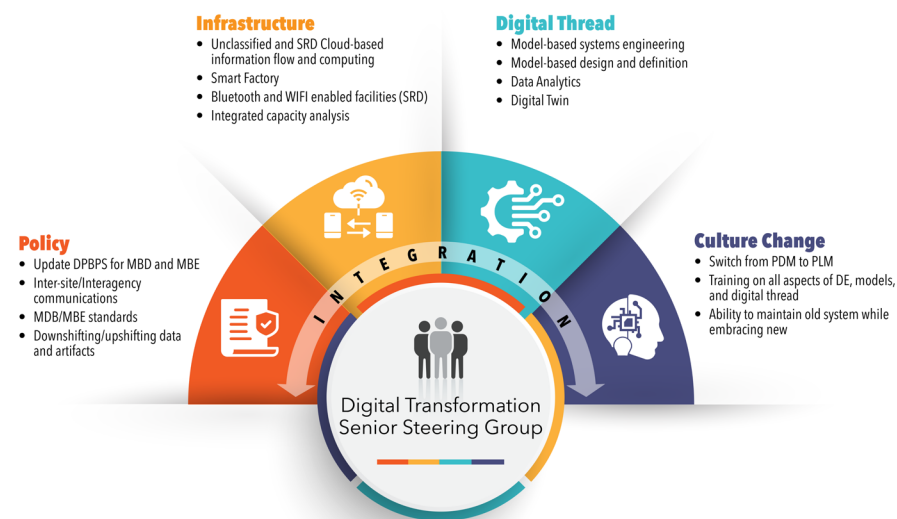 Infrastructure
• Unclassified and SRD Cloud-based
information flow and computing
• Smart Factory
• Bluetooth and WIFI enabled facilities (SRD)
• Integrated capacity analysis
Digital Thread
• Model-based systems engineering
• Model-based design and definition
• Data Analytics
• Digital Twin
Policy
• Update DPBPS for MBD and MBE
• Inter-site/Interagency
communications
• MDB/MBE standards
• Downshifting/upshifting data
and artifacts
Culture Change
• Switch from PDM to PLM
• Training on all aspects of DE, models,
and digital thread
• Ability to maintain old system while
embracing new
INTEGRATION
Digital Transformation
Senior Steering Group